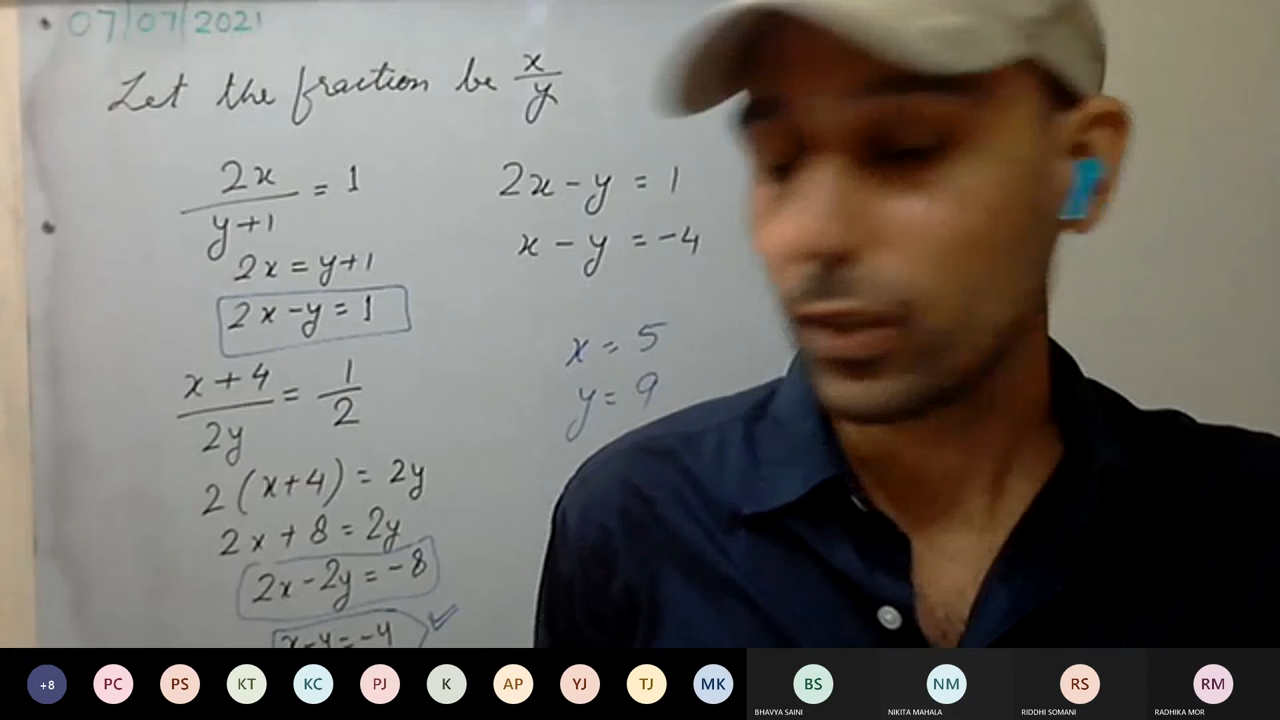 07/07/2021
Let the fraction be x/y
2x/(y+1) = 1
2x = y+1
2x-y = 1
(x+4)/2y = 1/2
2(x+4) = 2y
2x+8 = 2y
2x-2y = -8
x-y = -4
2x-y = 1
x-y = -4
x = 5
y = 9
+8 PC PS KT KC PJ K AP YJ TJ MK BS NM RS RM
BHAVYA SAINI NIKITA MAHALA RIDDHI SOMANI RADHIKA MOR